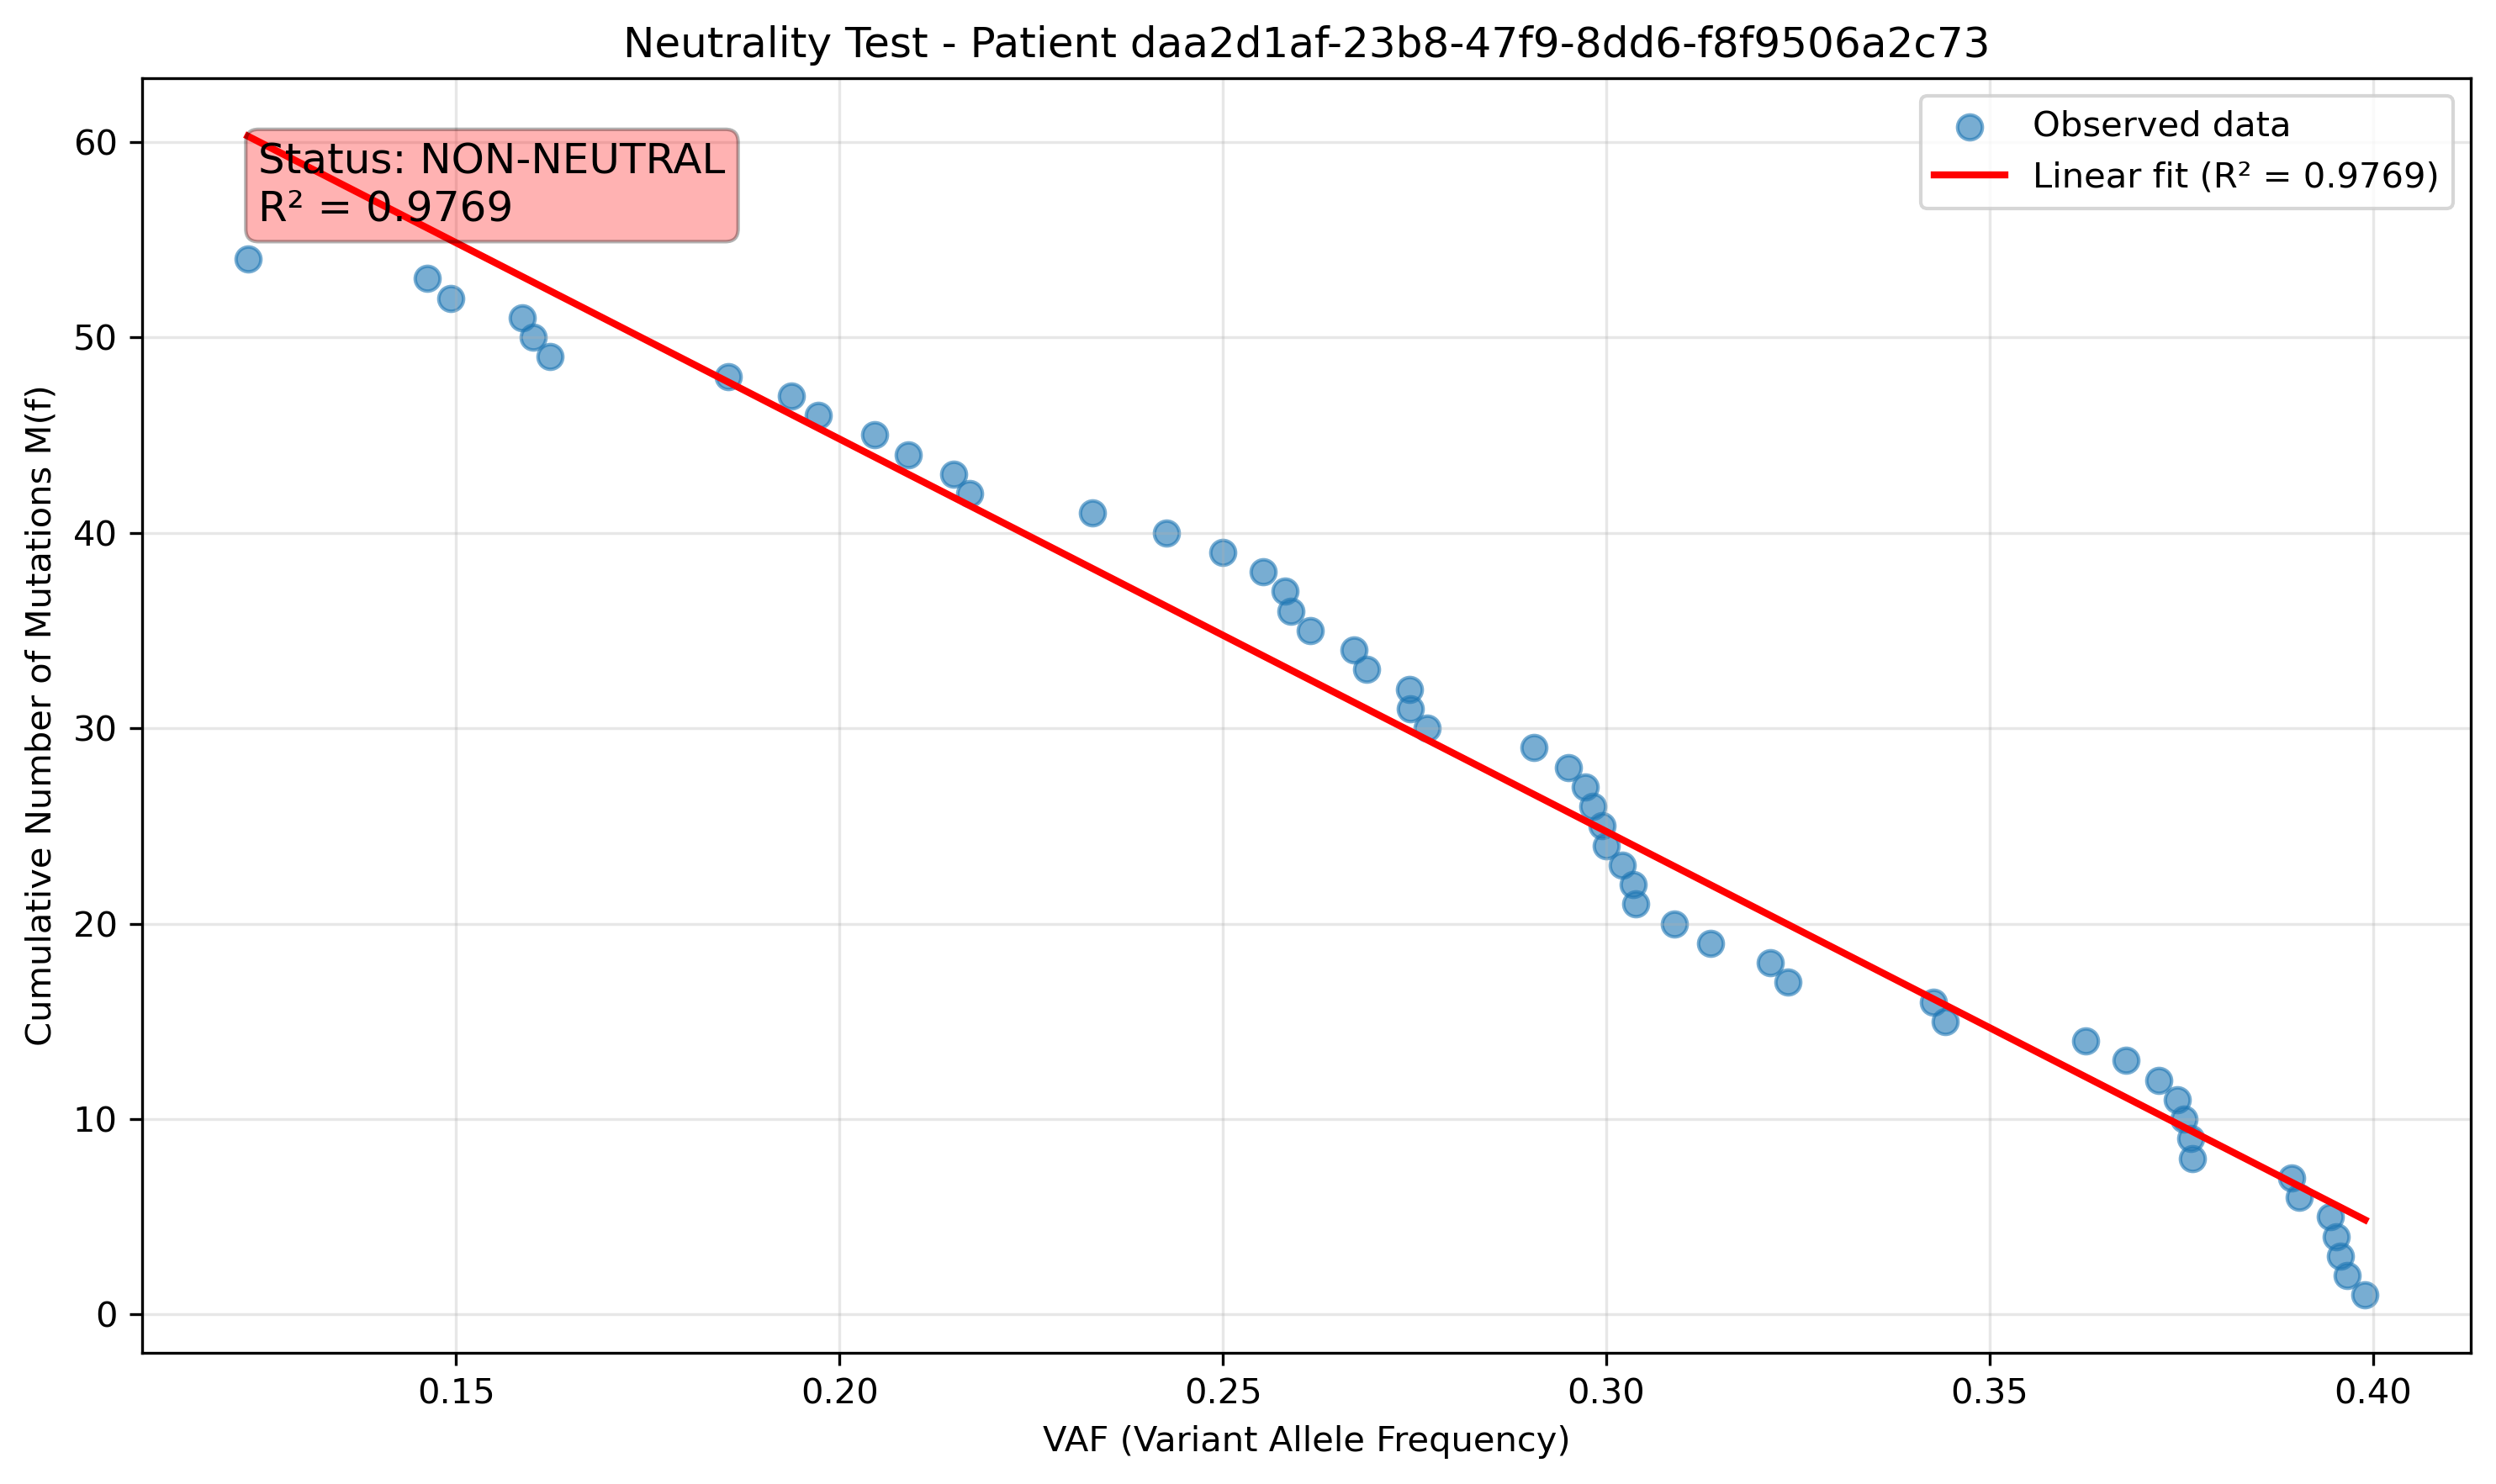 Neutrality Test - Patient daa2d1af-23b8-47f9-8dd6-f8f9506a2c73
Status: NON-NEUTRAL
R² = 0.9769
Observed data
Linear fit (R² = 0.9769)
Cumulative Number of Mutations M(f)
60
50
40
30
20
10
0
0.15
0.20
0.25
0.30
0.35
0.40
VAF (Variant Allele Frequency)